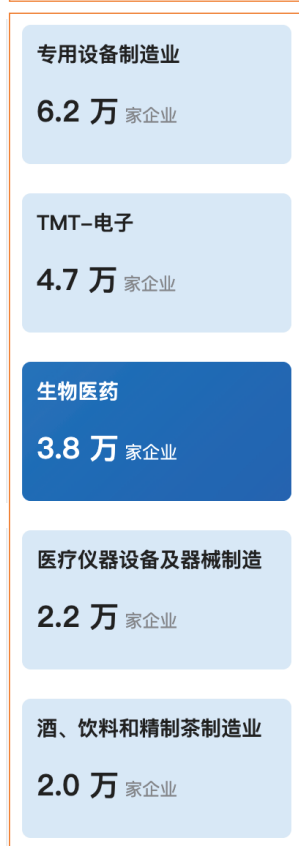 专用设备制造业
6.2 万 家企业
TMT-电子
4.7 万 家企业
生物医药
3.8 万 家企业
医疗仪器设备及器械制造
2.2 万 家企业
酒、饮料和精制茶制造业
2.0 万 家企业